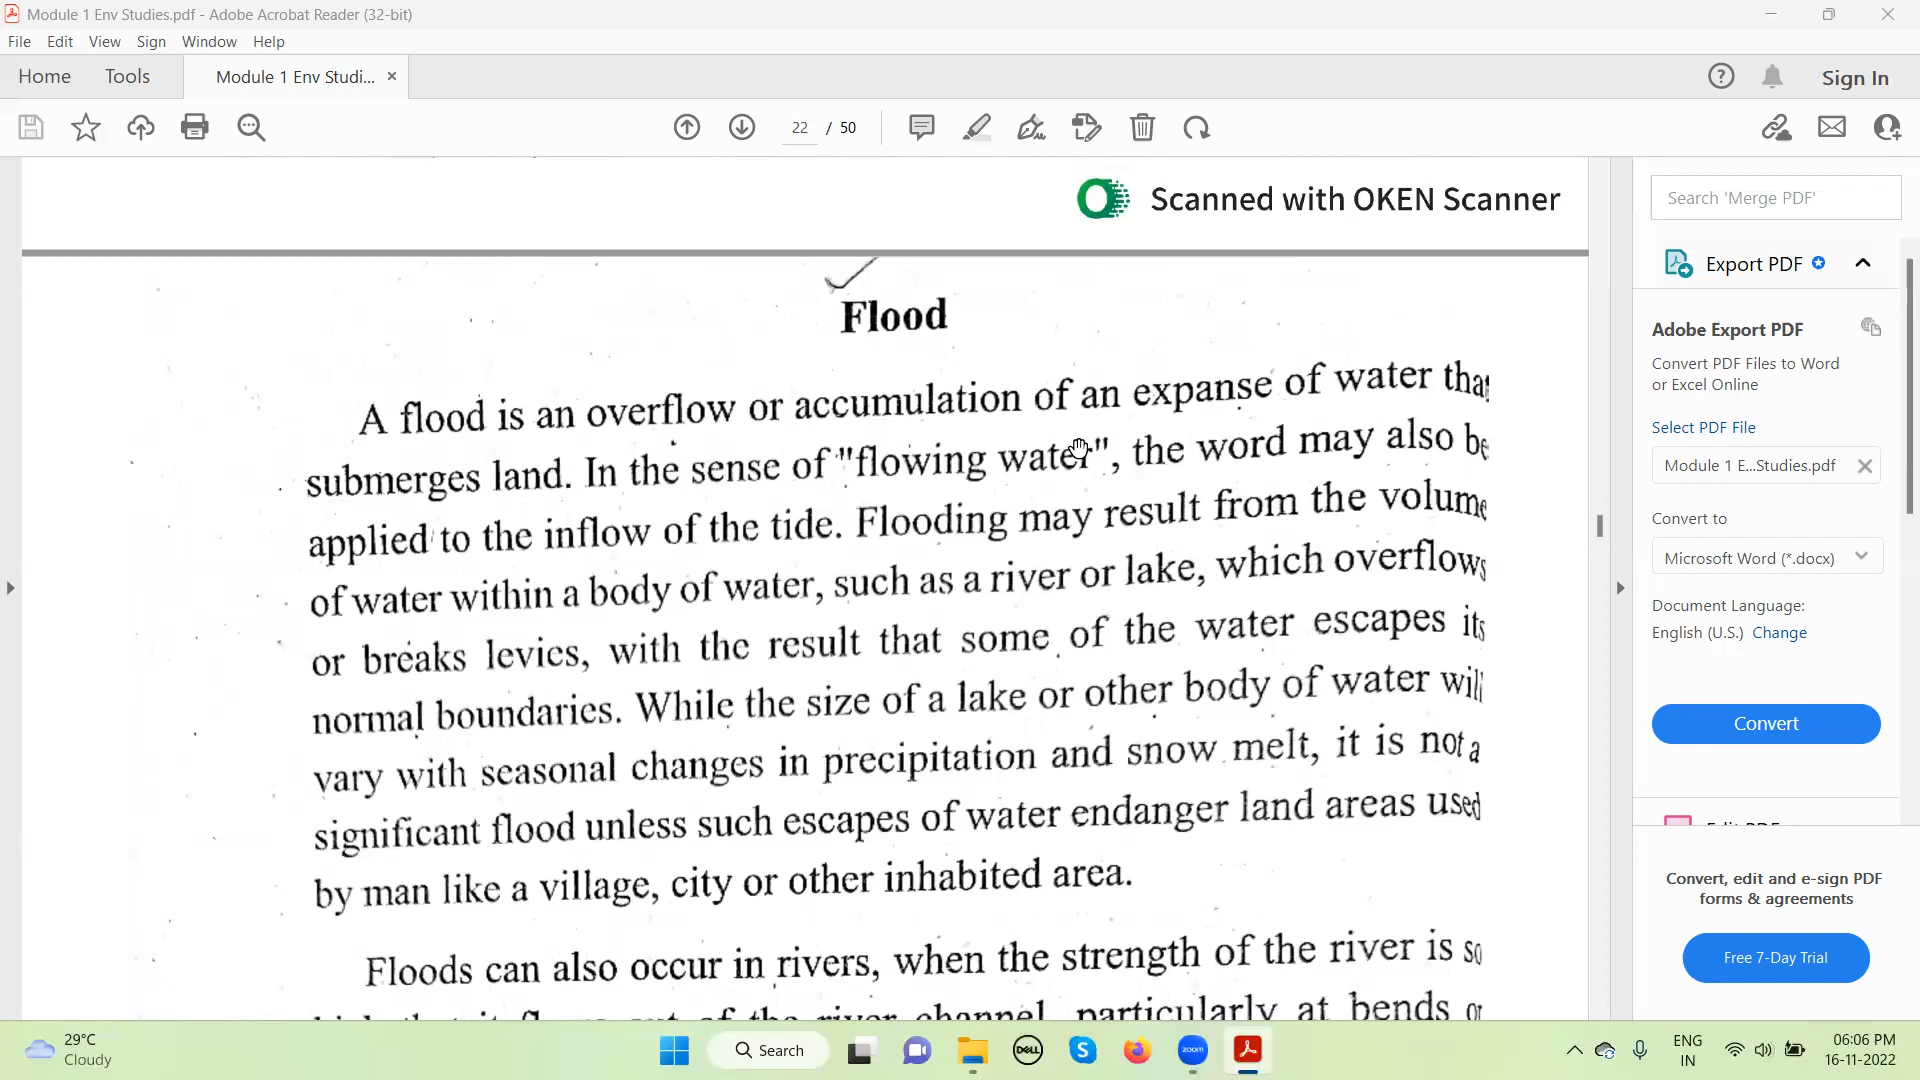 Module 1 Env Studies.pdf - Adobe Acrobat Reader (32-bit)
File Edit View Sign Window Help
Home Tools Module 1 Env Studi... Sign In
22 / 50
Scanned with OKEN Scanner
Search 'Merge PDF'
Export PDF
Flood
Adobe Export PDF
Convert PDF Files to Word
or Excel Online
A flood is an overflow or accumulation of an expanse of water that
submerges land. In the sense of "flowing water", the word may also be
applied to the inflow of the tide. Flooding may result from the volume
of water within a body of water, such as a river or lake, which overflows
or breaks levies, with the result that some of the water escapes its
normal boundaries. While the size of a lake or other body of water will
vary with seasonal changes in precipitation and snow melt, it is not a
significant flood unless such escapes of water endanger land areas used
by man like a village, city or other inhabited area.
Floods can also occur in rivers, when the strength of the river is so
out of the river channel, particularly at bends or
Select PDF File
Module 1 E...Studies.pdf
Convert to
Microsoft Word (*.docx)
Document Language:
English (U.S.) Change
Convert
Convert, edit and e-sign PDF
forms & agreements
Free 7-Day Trial
29°C
Cloudy
Search
DELL
zoom
ENG
IN
06:06 PM
16-11-2022